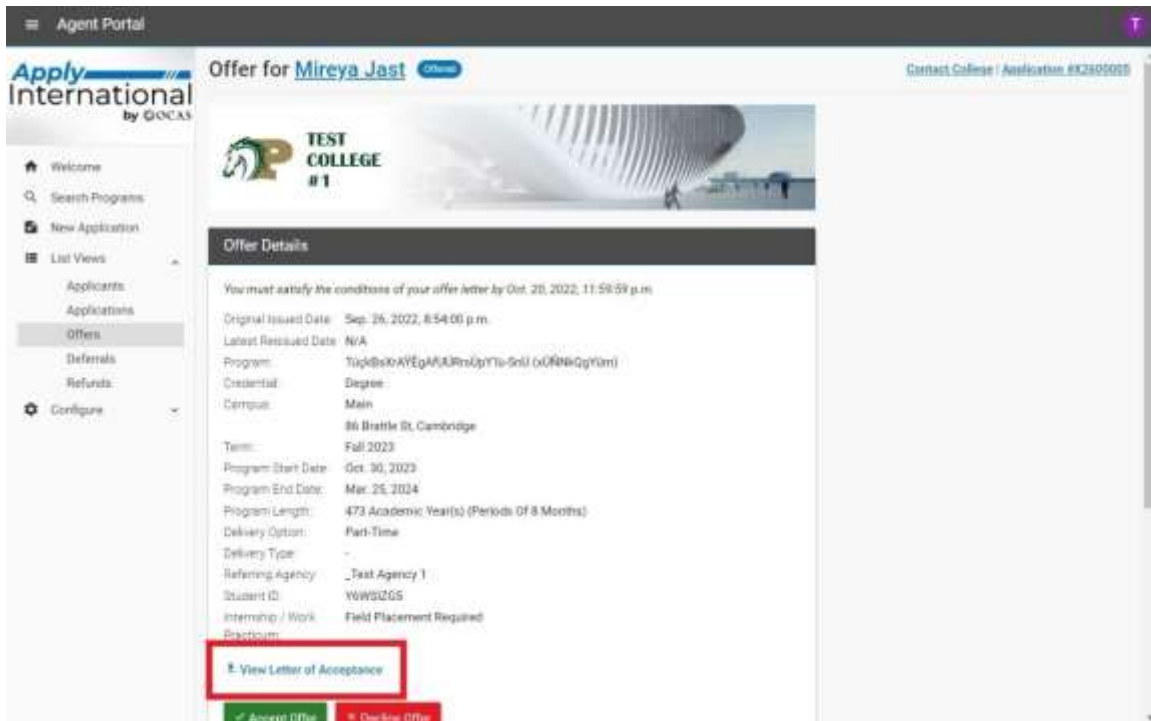 Agent Portal
T
Apply
International
by OCAS
Offer for Mireya Jast Offered
Contact College | Application #X2600005
TEST
COLLEGE
#1
P
Welcome
Search Programs
New Application
List Views
Applicants
Applications
Offers
Deferrals
Refunds
Configure
Offer Details
You must satisfy the conditions of your offer letter by Oct. 20, 2022, 11:59:59 p.m.
Original Issued Date: Sep. 26, 2022, 8:54:00 p.m.
Latest Reissued Date: N/A
Program:
Credential: Degree
Campus: Main
86 Brattle St, Cambridge
Term: Fall 2023
Program Start Date: Oct. 30, 2023
Program End Date: Mar. 25, 2024
Program Length: 473 Academic Year(s) (Periods Of 8 Months)
Delivery Option: Part-Time
Delivery Type: -
Referring Agency: _Test Agency 1
Student ID:
Internship / Work Field Placement Required
Practicum:
View Letter of Acceptance
Accept Offer
Decline Offer